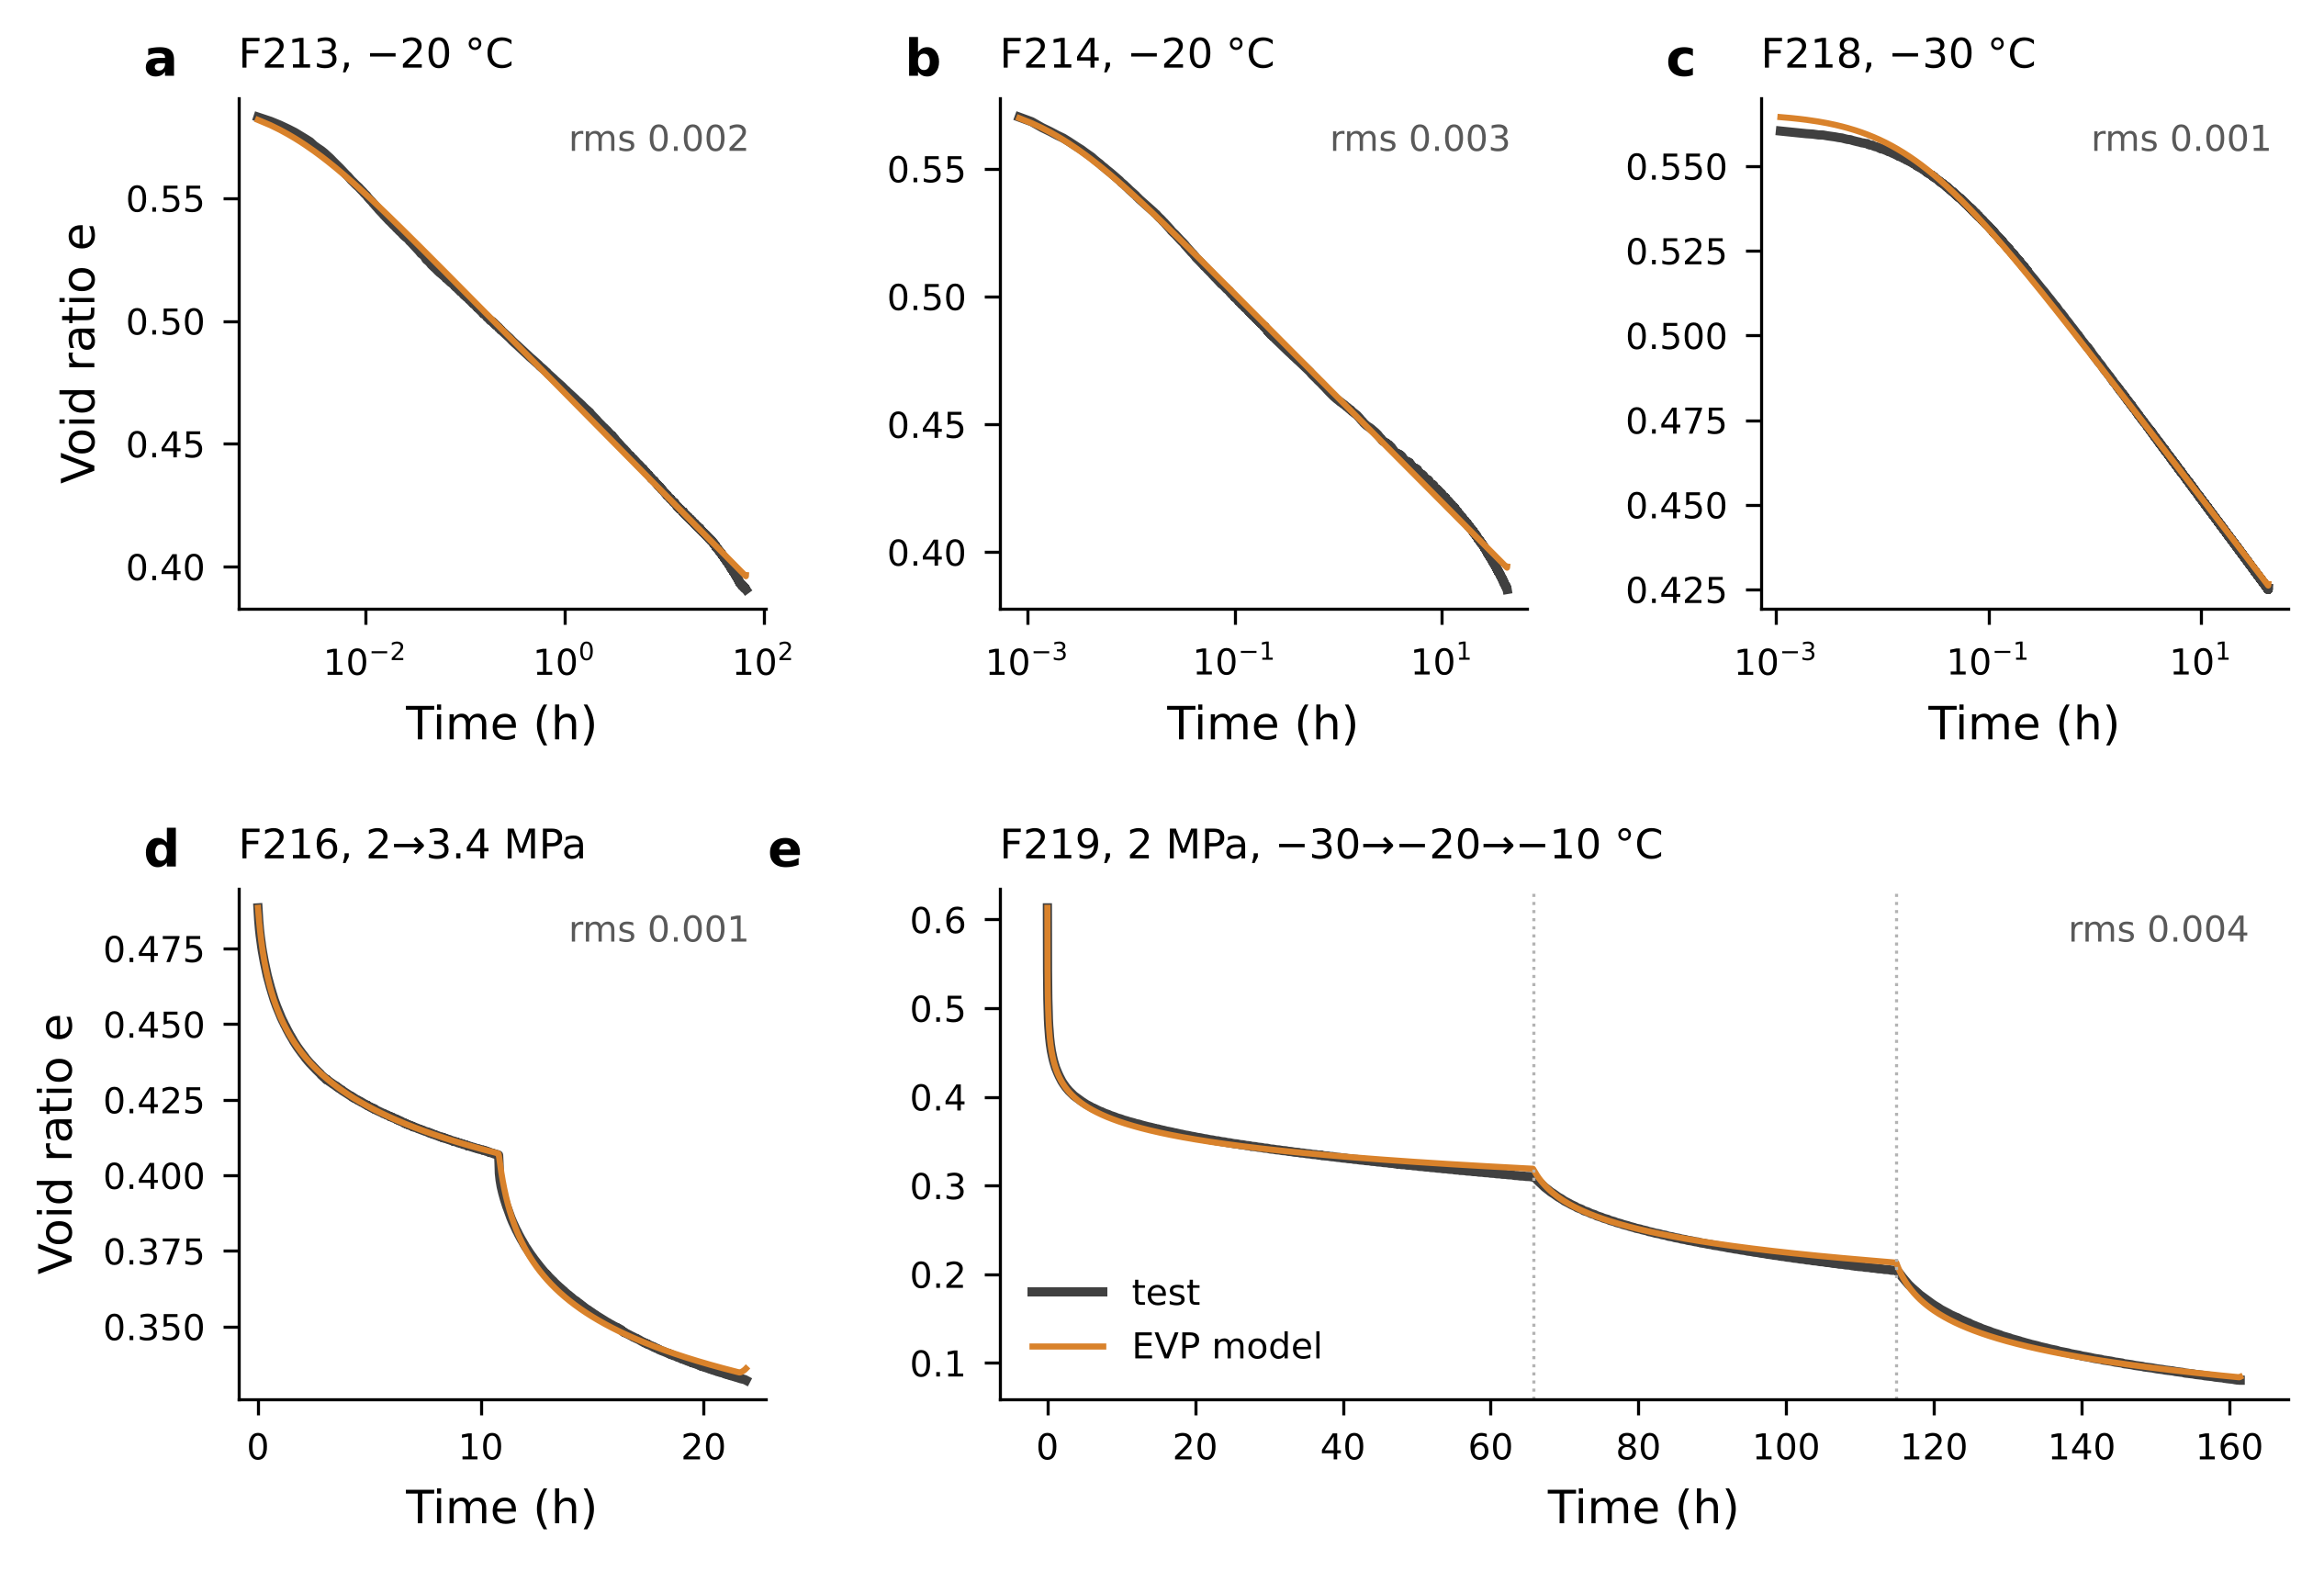 a F213, −20 °C
rms 0.002
Void ratio e
0.55
0.50
0.45
0.40
10⁻²
10⁰
10²
Time (h)
b F214, −20 °C
rms 0.003
0.55
0.50
0.45
0.40
10⁻³
10⁻¹
10¹
Time (h)
c F218, −30 °C
rms 0.001
0.550
0.525
0.500
0.475
0.450
0.425
10⁻³
10⁻¹
10¹
Time (h)
d F216, 2→3.4 MPa
rms 0.001
Void ratio e
0.475
0.450
0.425
0.400
0.375
0.350
0
10
20
Time (h)
e F219, 2 MPa, −30→−20→−10 °C
rms 0.004
0.6
0.5
0.4
0.3
0.2
0.1
test
EVP model
0
20
40
60
80
100
120
140
160
Time (h)